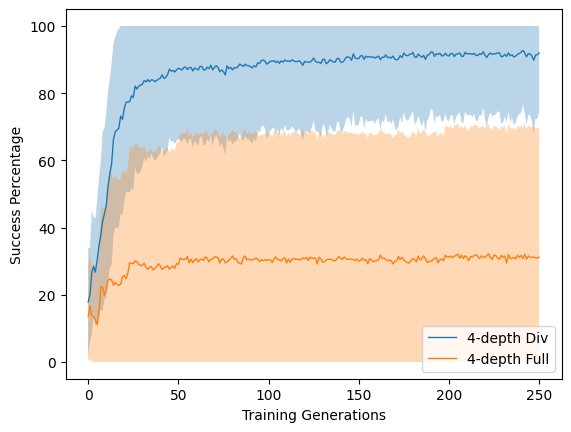 100
80
60
40
20
0
Success Percentage
0 50 100 150 200 250
Training Generations
4-depth Div
4-depth Full